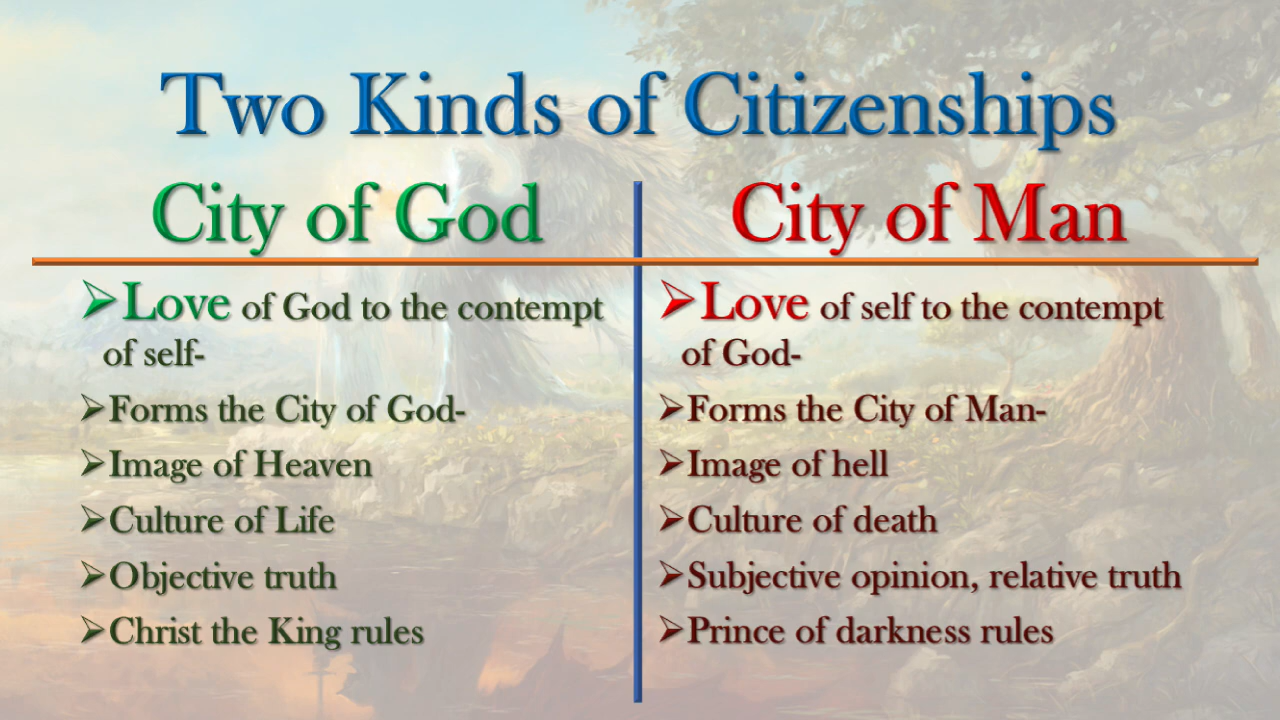 Two Kinds of Citizenships
City of God
➢Love of God to the contempt
of self-
➢Forms the City of God-
➢Image of Heaven
➢Culture of Life
➢Objective truth
➢Christ the King rules
City of Man
➢Love of self to the contempt
of God-
➢Forms the City of Man-
➢Image of hell
➢Culture of death
➢Subjective opinion, relative truth
➢Prince of darkness rules